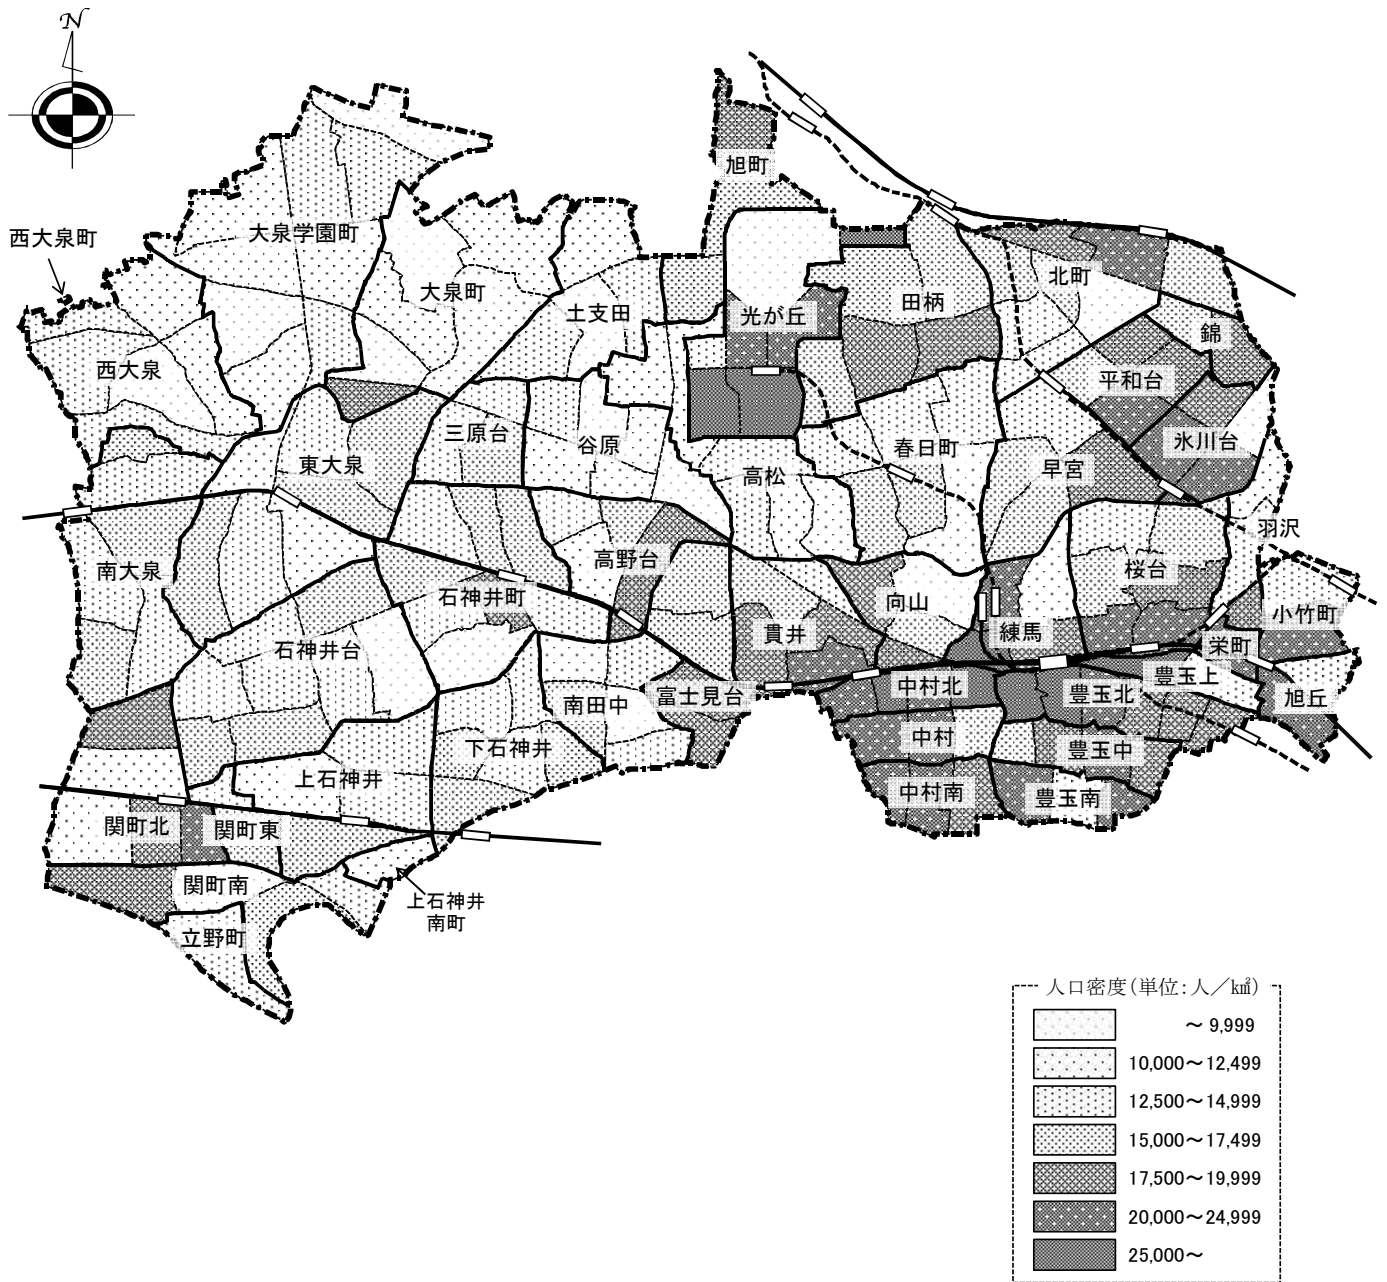 N
旭町
西大泉町
大泉学園町
北町
大泉町
土支田
光が丘
田柄
錦
西大泉
平和台
氷川台
三原台
谷原
春日町
東大泉
高松
早宮
羽沢
南大泉
高野台
桜台
石神井町
向山
小竹町
貫井
練馬
栄町
石神井台
豊玉上
中村北
豊玉北
旭丘
富士見台
南田中
中村
豊玉中
下石神井
上石神井
中村南
豊玉南
関町北
関町東
関町南
上石神井
南町
立野町
人口密度(単位:人/㎢)
～9,999
10,000～12,499
12,500～14,999
15,000～17,499
17,500～19,999
20,000～24,999
25,000～